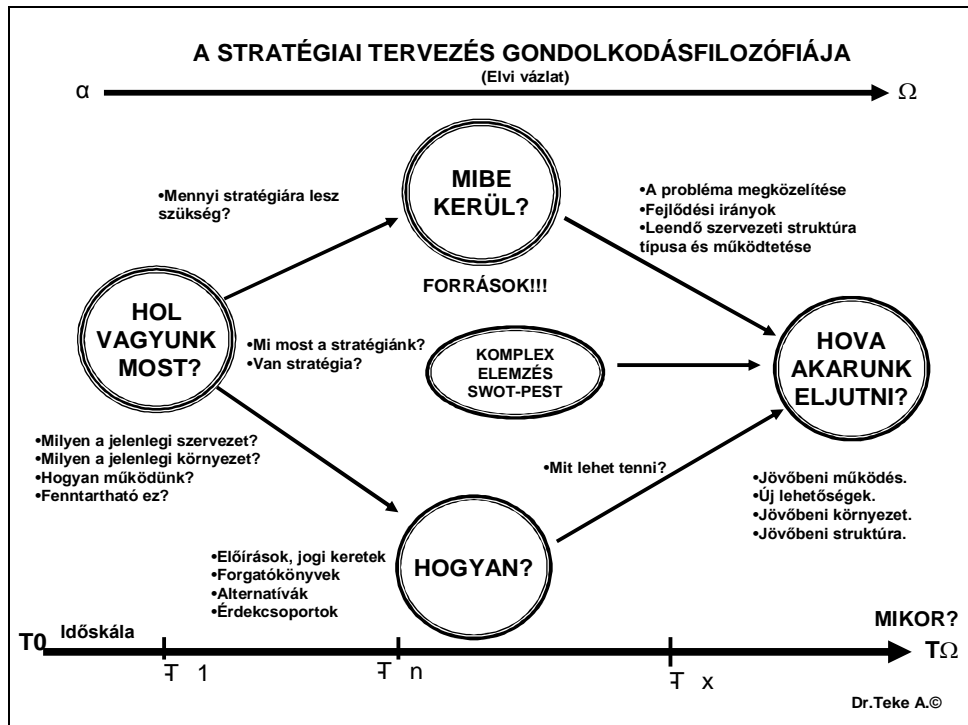 A STRATÉGIAI TERVEZÉS GONDOLKODÁSFILOZÓFIÁJA
(Elvi vázlat)
α Ω
MIBE
KERÜL?
•Mennyi stratégiára lesz
szükség?
•A probléma megközelítése
•Fejlődési irányok
•Leendő szervezeti struktúra
típusa és működtetése
FORRÁSOK!!!
HOL
VAGYUNK
MOST?
•Mi most a stratégiánk?
•Van stratégia?
KOMPLEX
ELEMZÉS
SWOT-PEST
HOVA
AKARUNK
ELJUTNI?
•Milyen a jelenlegi szervezet?
•Milyen a jelenlegi környezet?
•Hogyan működünk?
•Fenntartható ez?
•Mit lehet tenni?
•Jövőbeni működés.
•Új lehetőségek.
•Jövőbeni környezet.
•Jövőbeni struktúra.
HOGYAN?
•Előírások, jogi keretek
•Forgatókönyvek
•Alternatívák
•Érdekcsoportok
MIKOR?
T0 Időskála TΩ
T 1 T n T x
Dr.Teke A.©